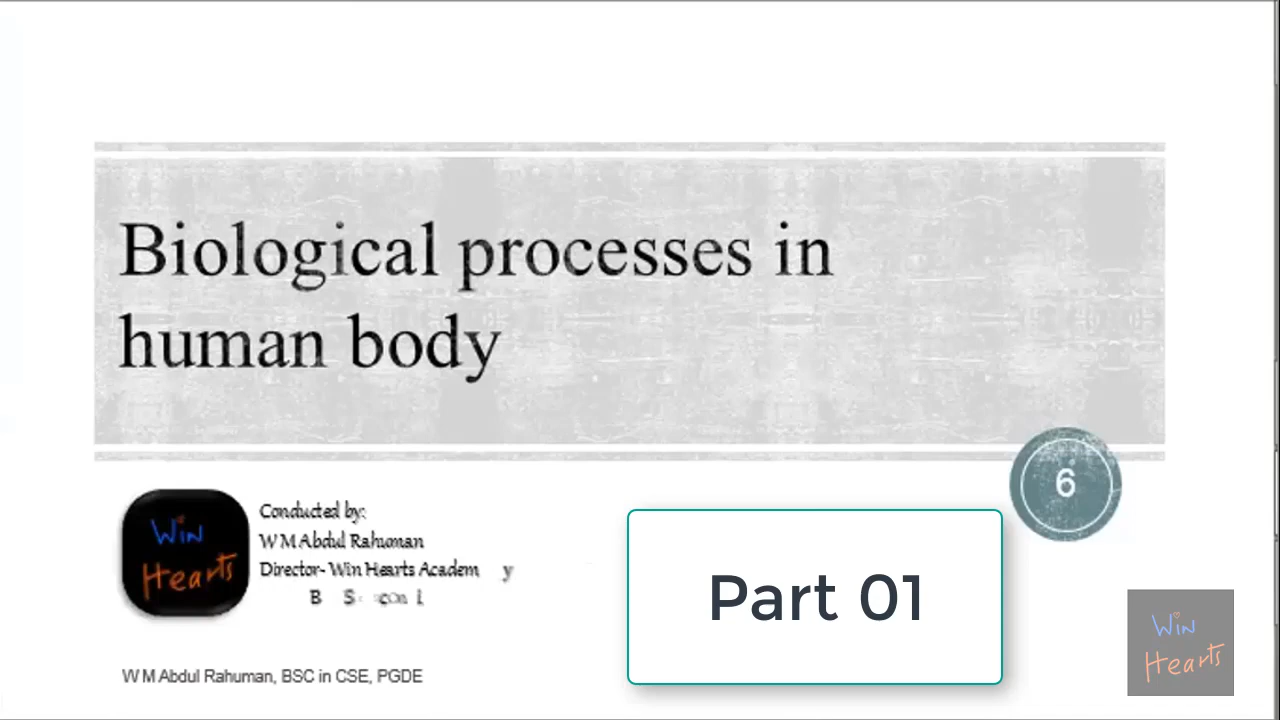 Biological processes in
human body
6
Win
Hearts
Conducted by:
W M Abdul Rahuman
Director- Win Hearts Academy
Part 01
Win
Hearts
W M Abdul Rahuman, BSC in CSE, PGDE